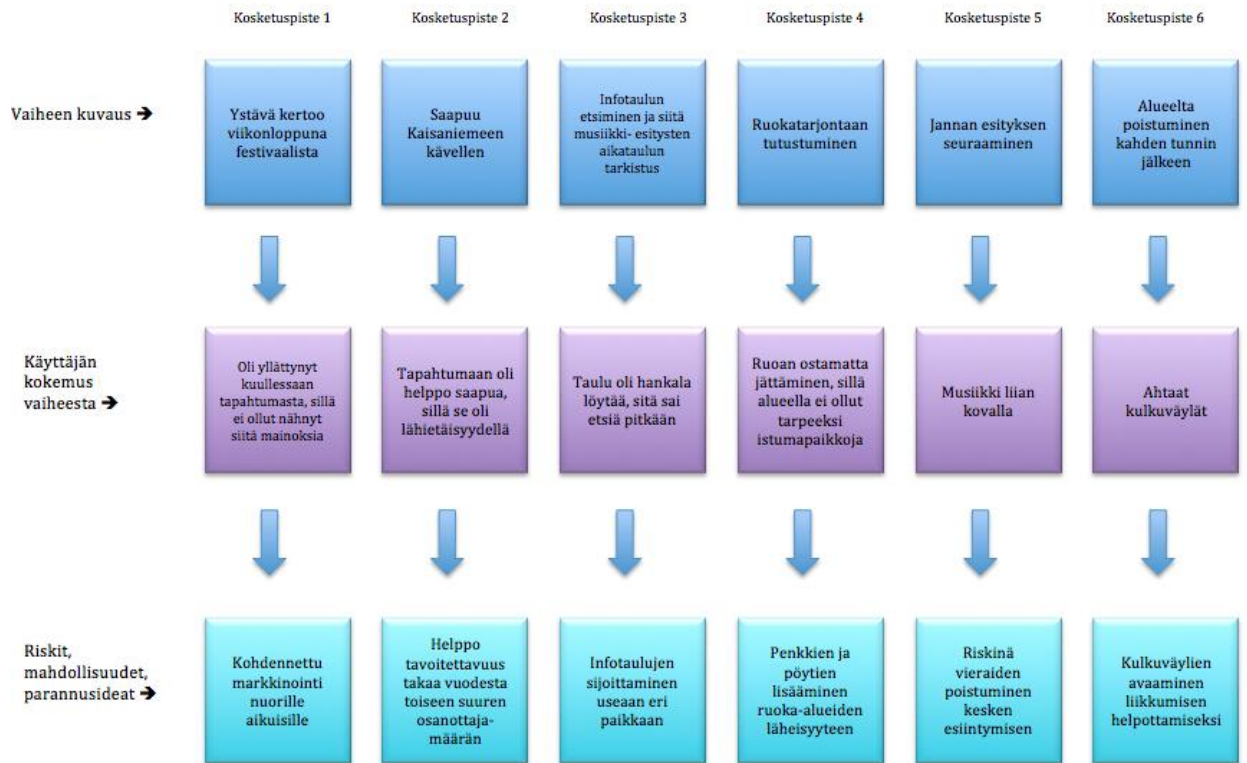 Kosketuspiste 1
Kosketuspiste 2
Kosketuspiste 3
Kosketuspiste 4
Kosketuspiste 5
Kosketuspiste 6
Vaiheen kuvaus ➔
Ystävä kertoo
viikonloppuna
festivaalista
Saapuu
Kaisaniemeen
kävellen
Infotaulun
etsiminen ja siitä
musiikki- esitysten
aikataulun
tarkistus
Ruokatarjontaan
tutustuminen
Jannan esityksen
seuraaminen
Alueelta
poistuminen
kahden tunnin
jälkeen
Käyttäjän
kokemus
vaiheesta ➔
Oli yllättynyt
kuullessaan
tapahtumasta, sillä
ei ollut nähnyt
siitä mainoksia
Tapahtumaan oli
helppo saapua,
sillä se oli
lähietäisyydellä
Taulu oli hankala
löytää, sitä sai
etsiä pitkään
Ruoan ostamatta
jättäminen, sillä
alueella ei ollut
tarpeeksi
istumapaikkoja
Musiikki liian
kovalla
Ahtaat
kulkuväylät
Riskit,
mahdollisuudet,
parannusideat ➔
Kohdennettu
markkinointi
nuorille
aikuisille
Helppo
tavoitettavuus
takaa vuodesta
toiseen suuren
osanottaja-
määrän
Infotaulujen
sijoittaminen
useaan eri
paikkaan
Penkkien ja
pöytien
lisääminen
ruoka-alueiden
läheisyyteen
Riskinä
vieraiden
poistuminen
kesken
esiintymisen
Kulkuväylien
avaaminen
liikkumisen
helpottamiseksi